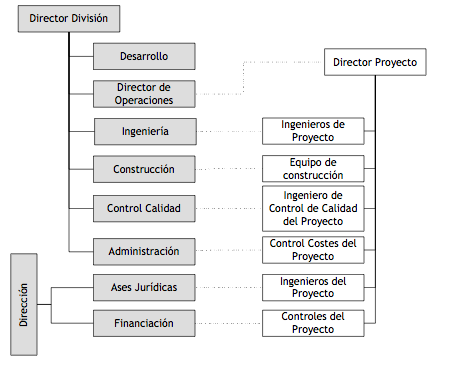 Director División
Desarrollo
Director de
Operaciones
Director Proyecto
Ingeniería
Ingenieros de
Proyecto
Construcción
Equipo de
construcción
Control Calidad
Ingeniero de
Control de Calidad
del Proyecto
Administración
Control Costes del
Proyecto
Dirección
Ases Jurídicas
Ingenieros del
Proyecto
Financiación
Controles del
Proyecto